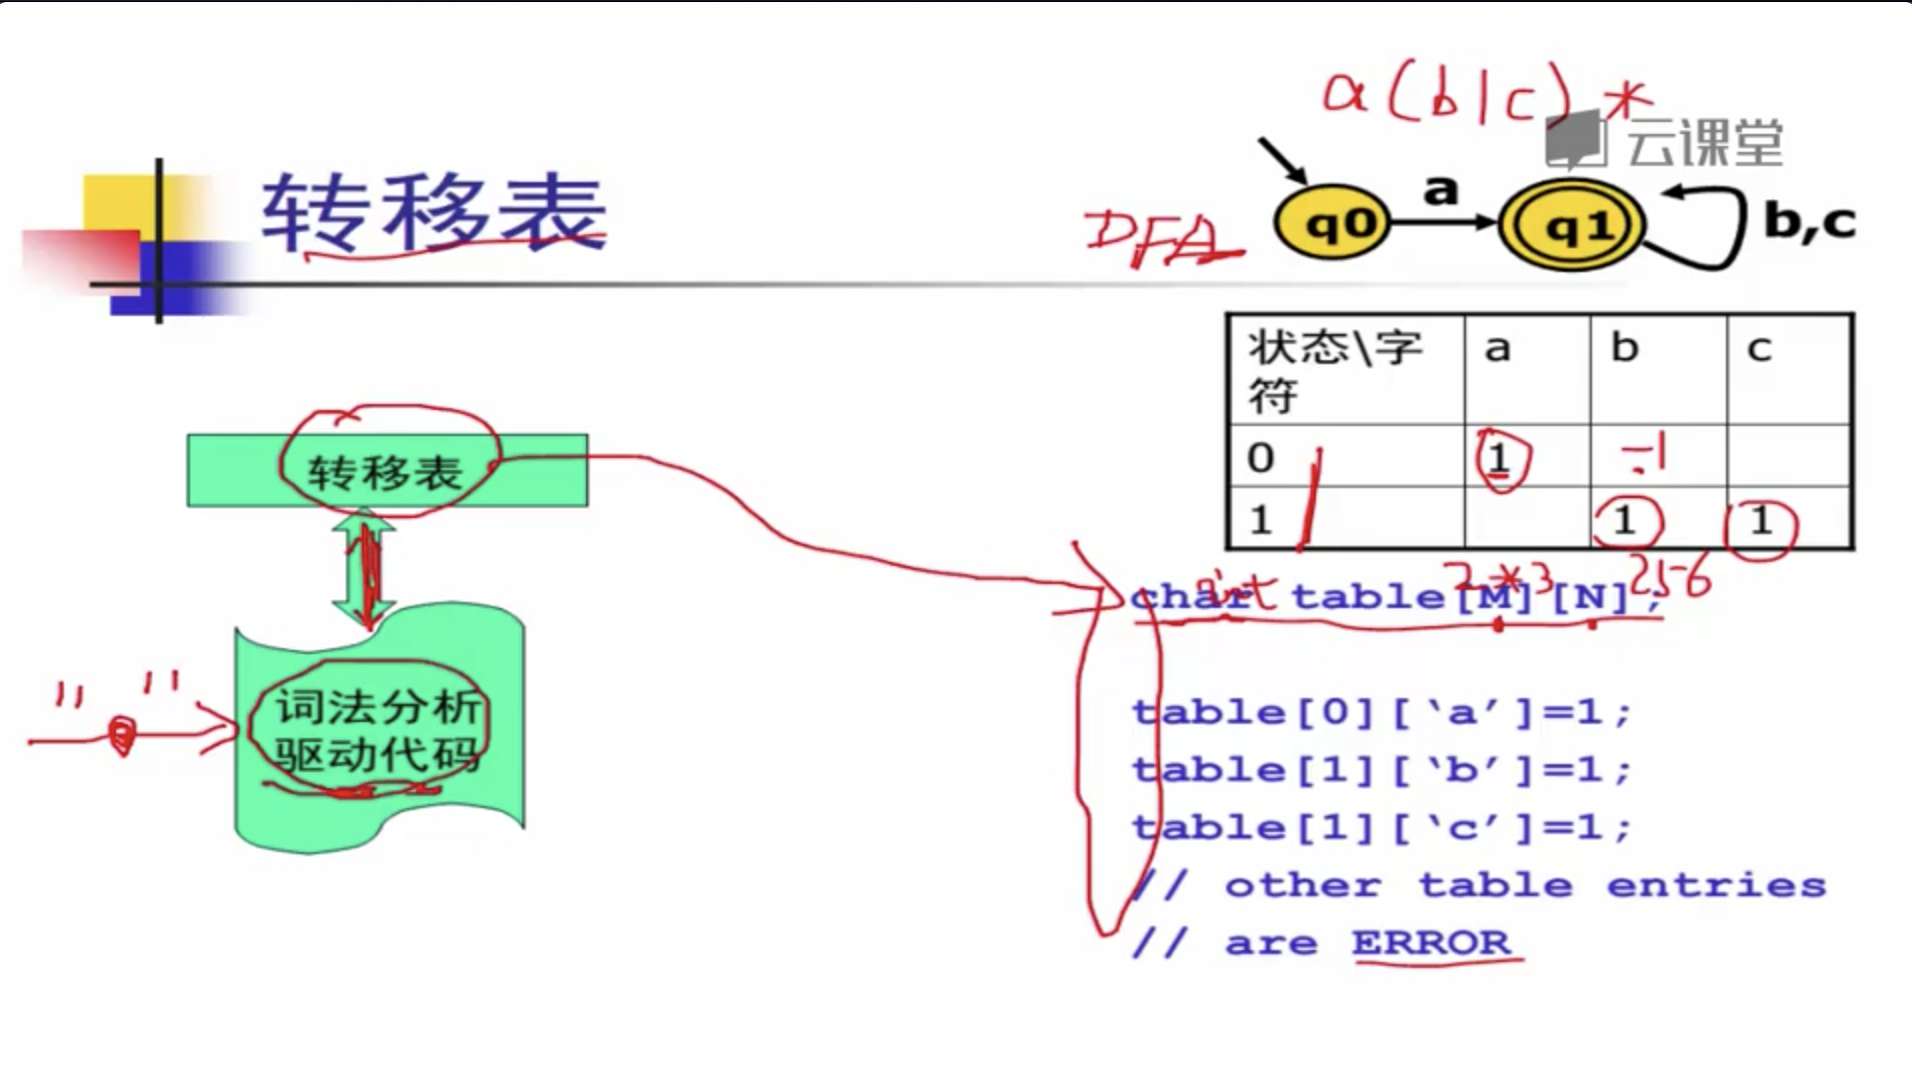 a(b|c)*
云课堂
转移表
DFA
q0
a
q1
b,c
状态\字符 a b c
0 1 -1
1 1 1
转移表
int 2*3 256
char table[M][N];
" "
词法分析
驱动代码
table[0][‘a’]=1;
table[1][‘b’]=1;
table[1][‘c’]=1;
// other table entries
// are ERROR